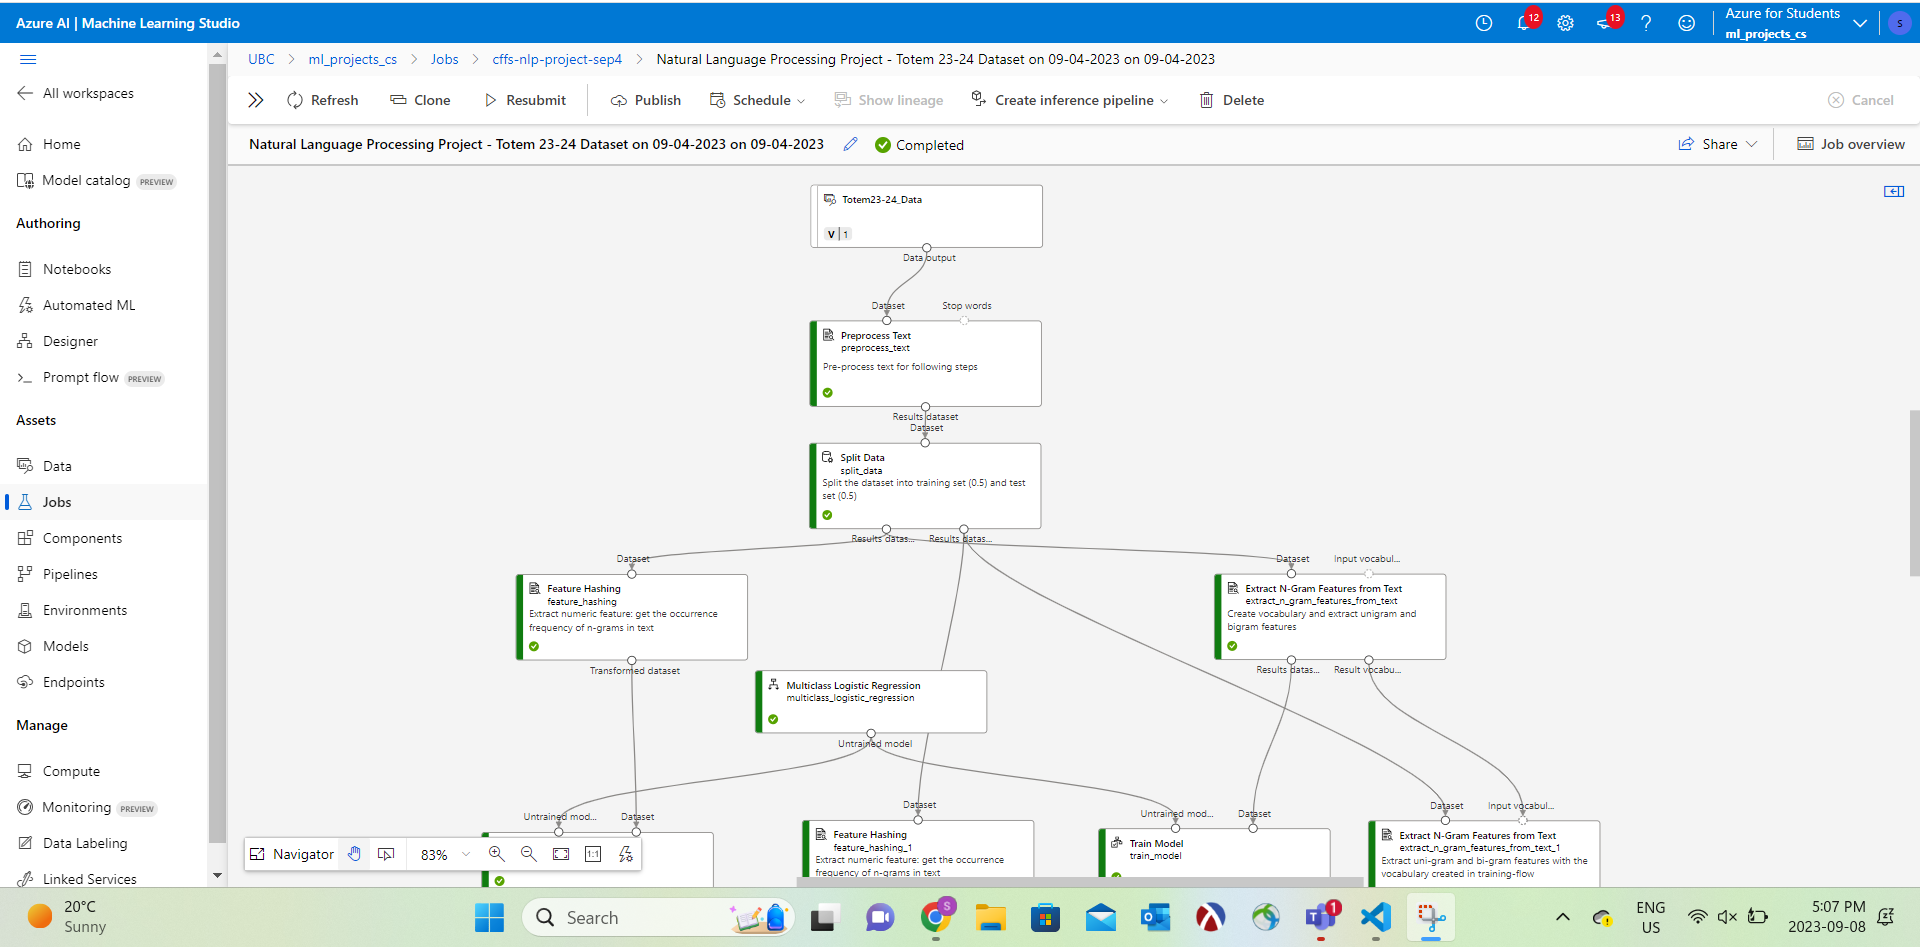 Azure AI | Machine Learning Studio
12
13
Azure for Students
ml_projects_cs
S
All workspaces
Home
Model catalog PREVIEW
Authoring
Notebooks
Automated ML
Designer
Prompt flow PREVIEW
Assets
Data
Jobs
Components
Pipelines
Environments
Models
Endpoints
Manage
Compute
Monitoring PREVIEW
Data Labeling
Linked Services
UBC > ml_projects_cs > Jobs > cffs-nlp-project-sep4 > Natural Language Processing Project - Totem 23-24 Dataset on 09-04-2023 on 09-04-2023
Refresh Clone Resubmit Publish Schedule Show lineage Create inference pipeline Delete Cancel
Natural Language Processing Project - Totem 23-24 Dataset on 09-04-2023 on 09-04-2023 Completed Share Job overview
Totem23-24_Data
V | 1
Data output
Dataset Stop words
Preprocess Text
preprocess_text
Pre-process text for following steps
Results dataset
Dataset
Split Data
split_data
Split the dataset into training set (0.5) and test
set (0.5)
Results datas... Results datas...
Dataset
Feature Hashing
feature_hashing
Extract numeric feature: get the occurrence
frequency of n-grams in text
Transformed dataset
Dataset Input vocabul...
Extract N-Gram Features from Text
extract_n_gram_features_from_text
Create vocabulary and extract unigram and
bigram features
Results datas... Result vocabu...
Multiclass Logistic Regression
multiclass_logistic_regression
Untrained model
Untrained mod... Dataset
Dataset
Feature Hashing
feature_hashing_1
Extract numeric feature: get the occurrence
frequency of n-grams in text
Untrained mod... Dataset
Train Model
train_model
Dataset Input vocabul...
Extract N-Gram Features from Text
extract_n_gram_features_from_text_1
Extract uni-gram and bi-gram features with the
vocabulary created in training-flow
Navigator 83% 1:1
20°C
Sunny
Search
S
1
ENG
US
5:07 PM
2023-09-08